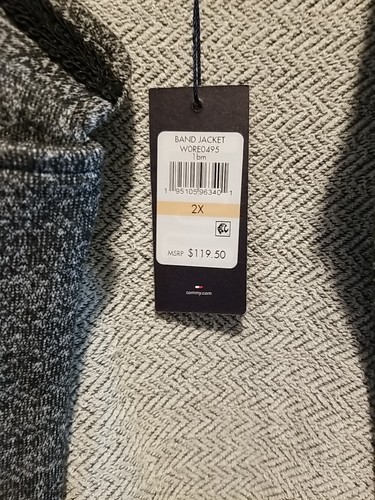 BAND JACKET
W0RE0495
1bm
1 95105 96340 1
2X
MSRP $119.50
tommy.com